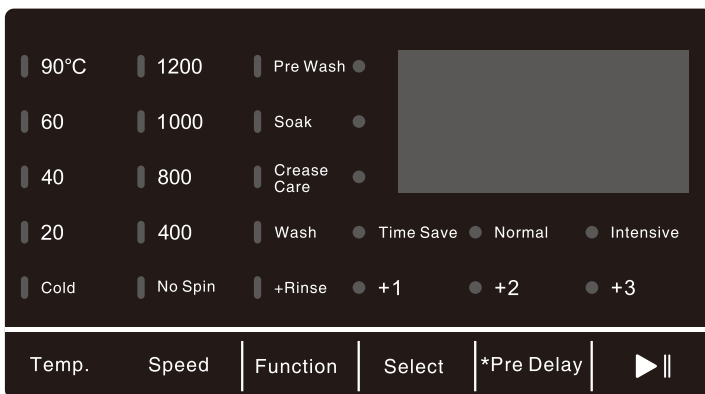 90°C 1200 Pre Wash
60 1000 Soak
40 800 Crease
Care
20 400 Wash Time Save Normal Intensive
Cold No Spin +Rinse +1 +2 +3
Temp. Speed Function Select *Pre Delay